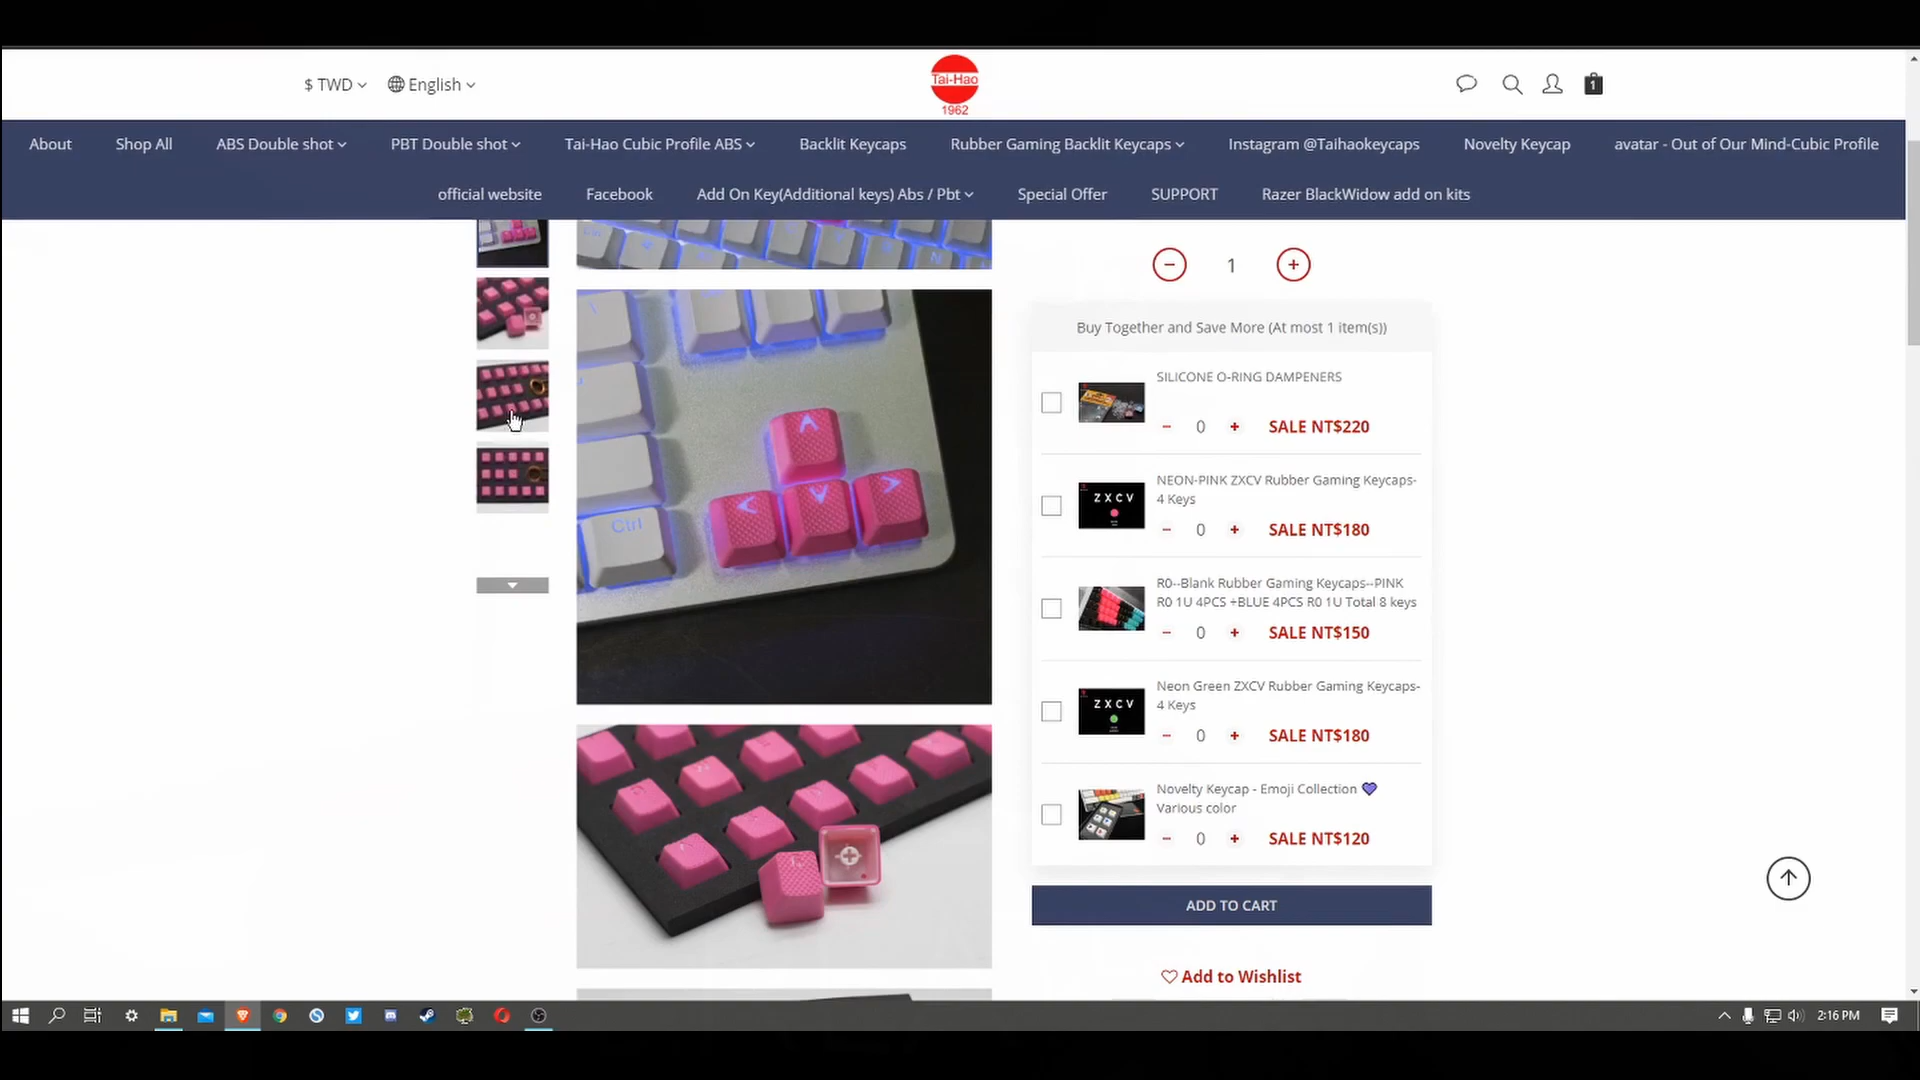 $ TWD
English
Tai-Hao
1962
1
About
Shop All
ABS Double shot
PBT Double shot
Tai-Hao Cubic Profile ABS
Backlit Keycaps
Rubber Gaming Backlit Keycaps
Instagram @Taihaokeycaps
Novelty Keycap
avatar - Out of Our Mind-Cubic Profile
official website
Facebook
Add On Key(Additional keys) Abs / Pbt
Special Offer
SUPPORT
Razer BlackWidow add on kits
− 1 +
Buy Together and Save More (At most 1 item(s))
SILICONE O-RING DAMPENERS
− 0 + SALE NT$220
Z X C V
NEON-PINK ZXCV Rubber Gaming Keycaps-
4 Keys
− 0 + SALE NT$180
R0--Blank Rubber Gaming Keycaps--PINK
R0 1U 4PCS +BLUE 4PCS R0 1U Total 8 keys
− 0 + SALE NT$150
Z X C V
Neon Green ZXCV Rubber Gaming Keycaps-
4 Keys
− 0 + SALE NT$180
Novelty Keycap - Emoji Collection 💜
Various color
− 0 + SALE NT$120
ADD TO CART
Add to Wishlist
Ctrl
2:16 PM